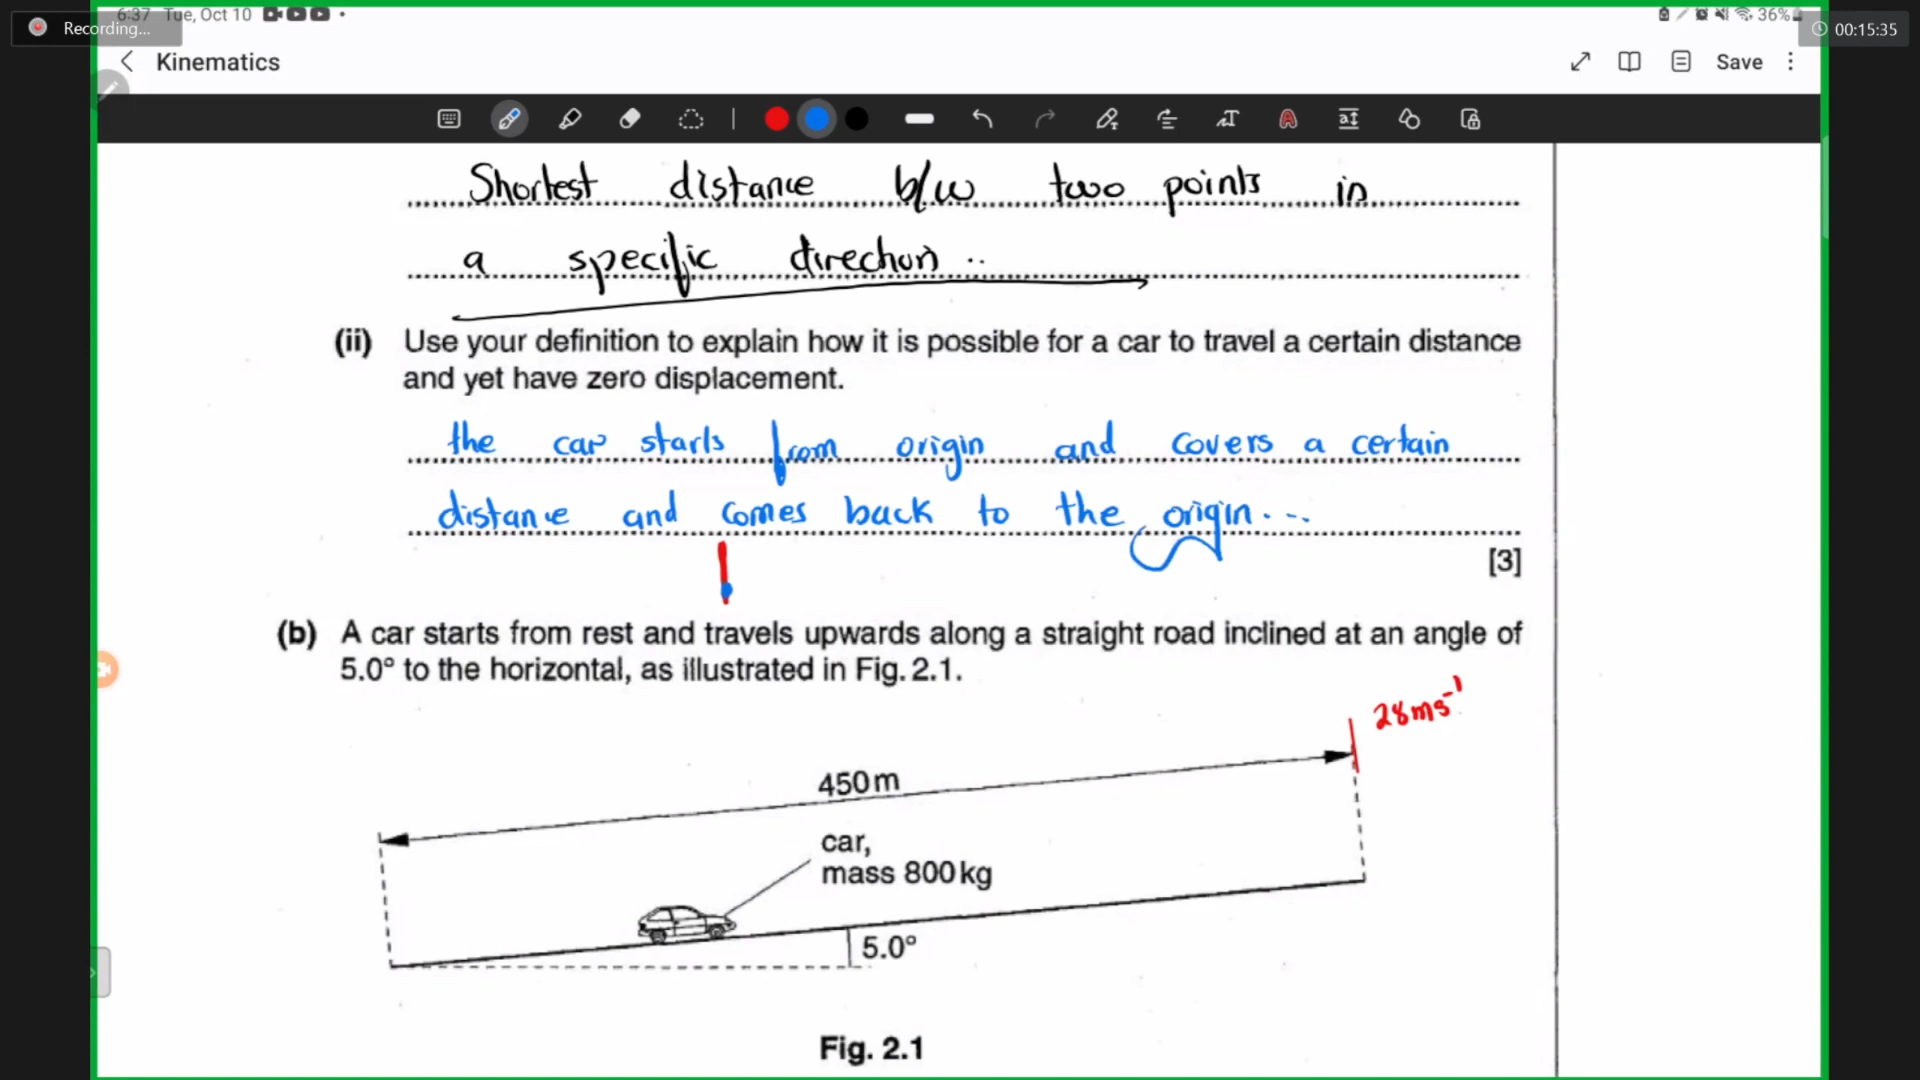 6:37 Tue, Oct 10
36%
Recording...
00:15:35
Kinematics
Save
Shortest distance b/w two points in
a specific direction ..
(ii) Use your definition to explain how it is possible for a car to travel a certain distance
and yet have zero displacement.
the car starts from origin and covers a certain
distance and comes back to the origin...
[3]
(b) A car starts from rest and travels upwards along a straight road inclined at an angle of
5.0° to the horizontal, as illustrated in Fig. 2.1.
28ms⁻¹
450 m
car,
mass 800 kg
5.0°
Fig. 2.1